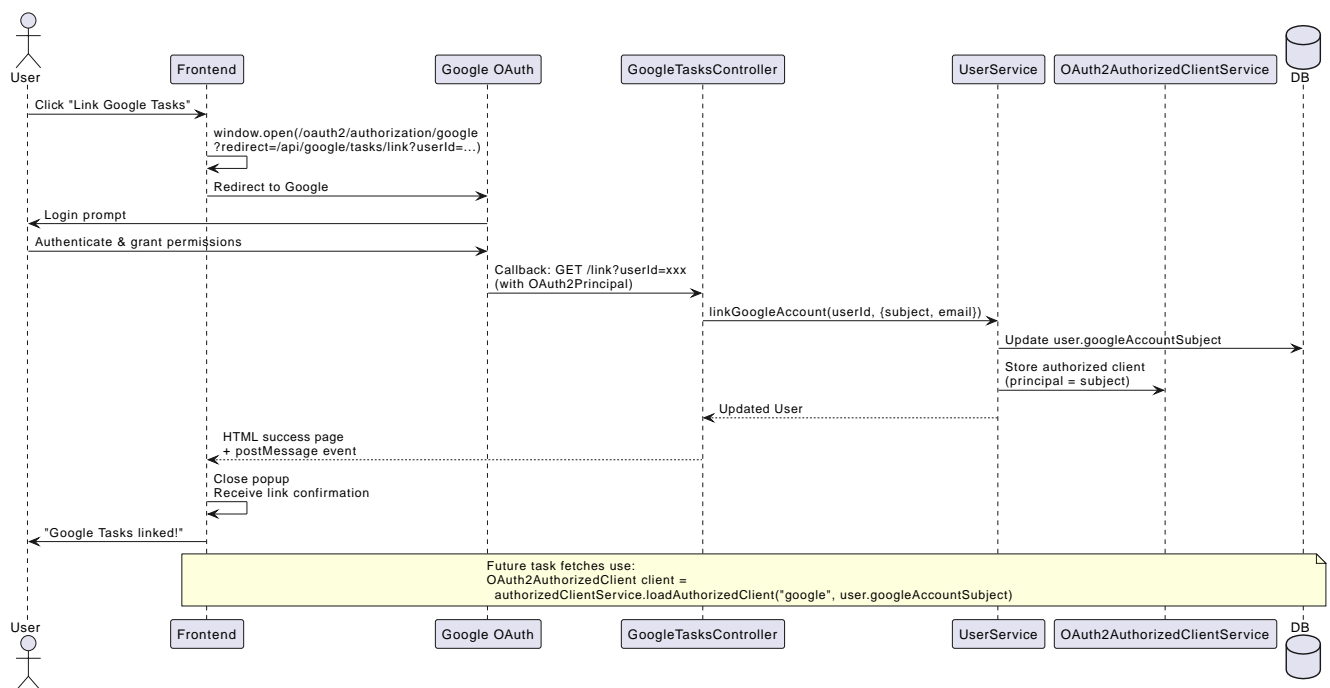 User
Frontend
Google OAuth
GoogleTasksController
UserService
OAuth2AuthorizedClientService
DB
Click "Link Google Tasks"
window.open(/oauth2/authorization/google
?redirect=/api/google/tasks/link?userId=...)
Redirect to Google
Login prompt
Authenticate & grant permissions
Callback: GET /link?userId=xxx
(with OAuth2Principal)
linkGoogleAccount(userId, {subject, email})
Update user.googleAccountSubject
Store authorized client
(principal = subject)
Updated User
HTML success page
+ postMessage event
Close popup
Receive link confirmation
"Google Tasks linked!"
Future task fetches use:
OAuth2AuthorizedClient client =
authorizedClientService.loadAuthorizedClient("google", user.googleAccountSubject)
User
Frontend
Google OAuth
GoogleTasksController
UserService
OAuth2AuthorizedClientService
DB